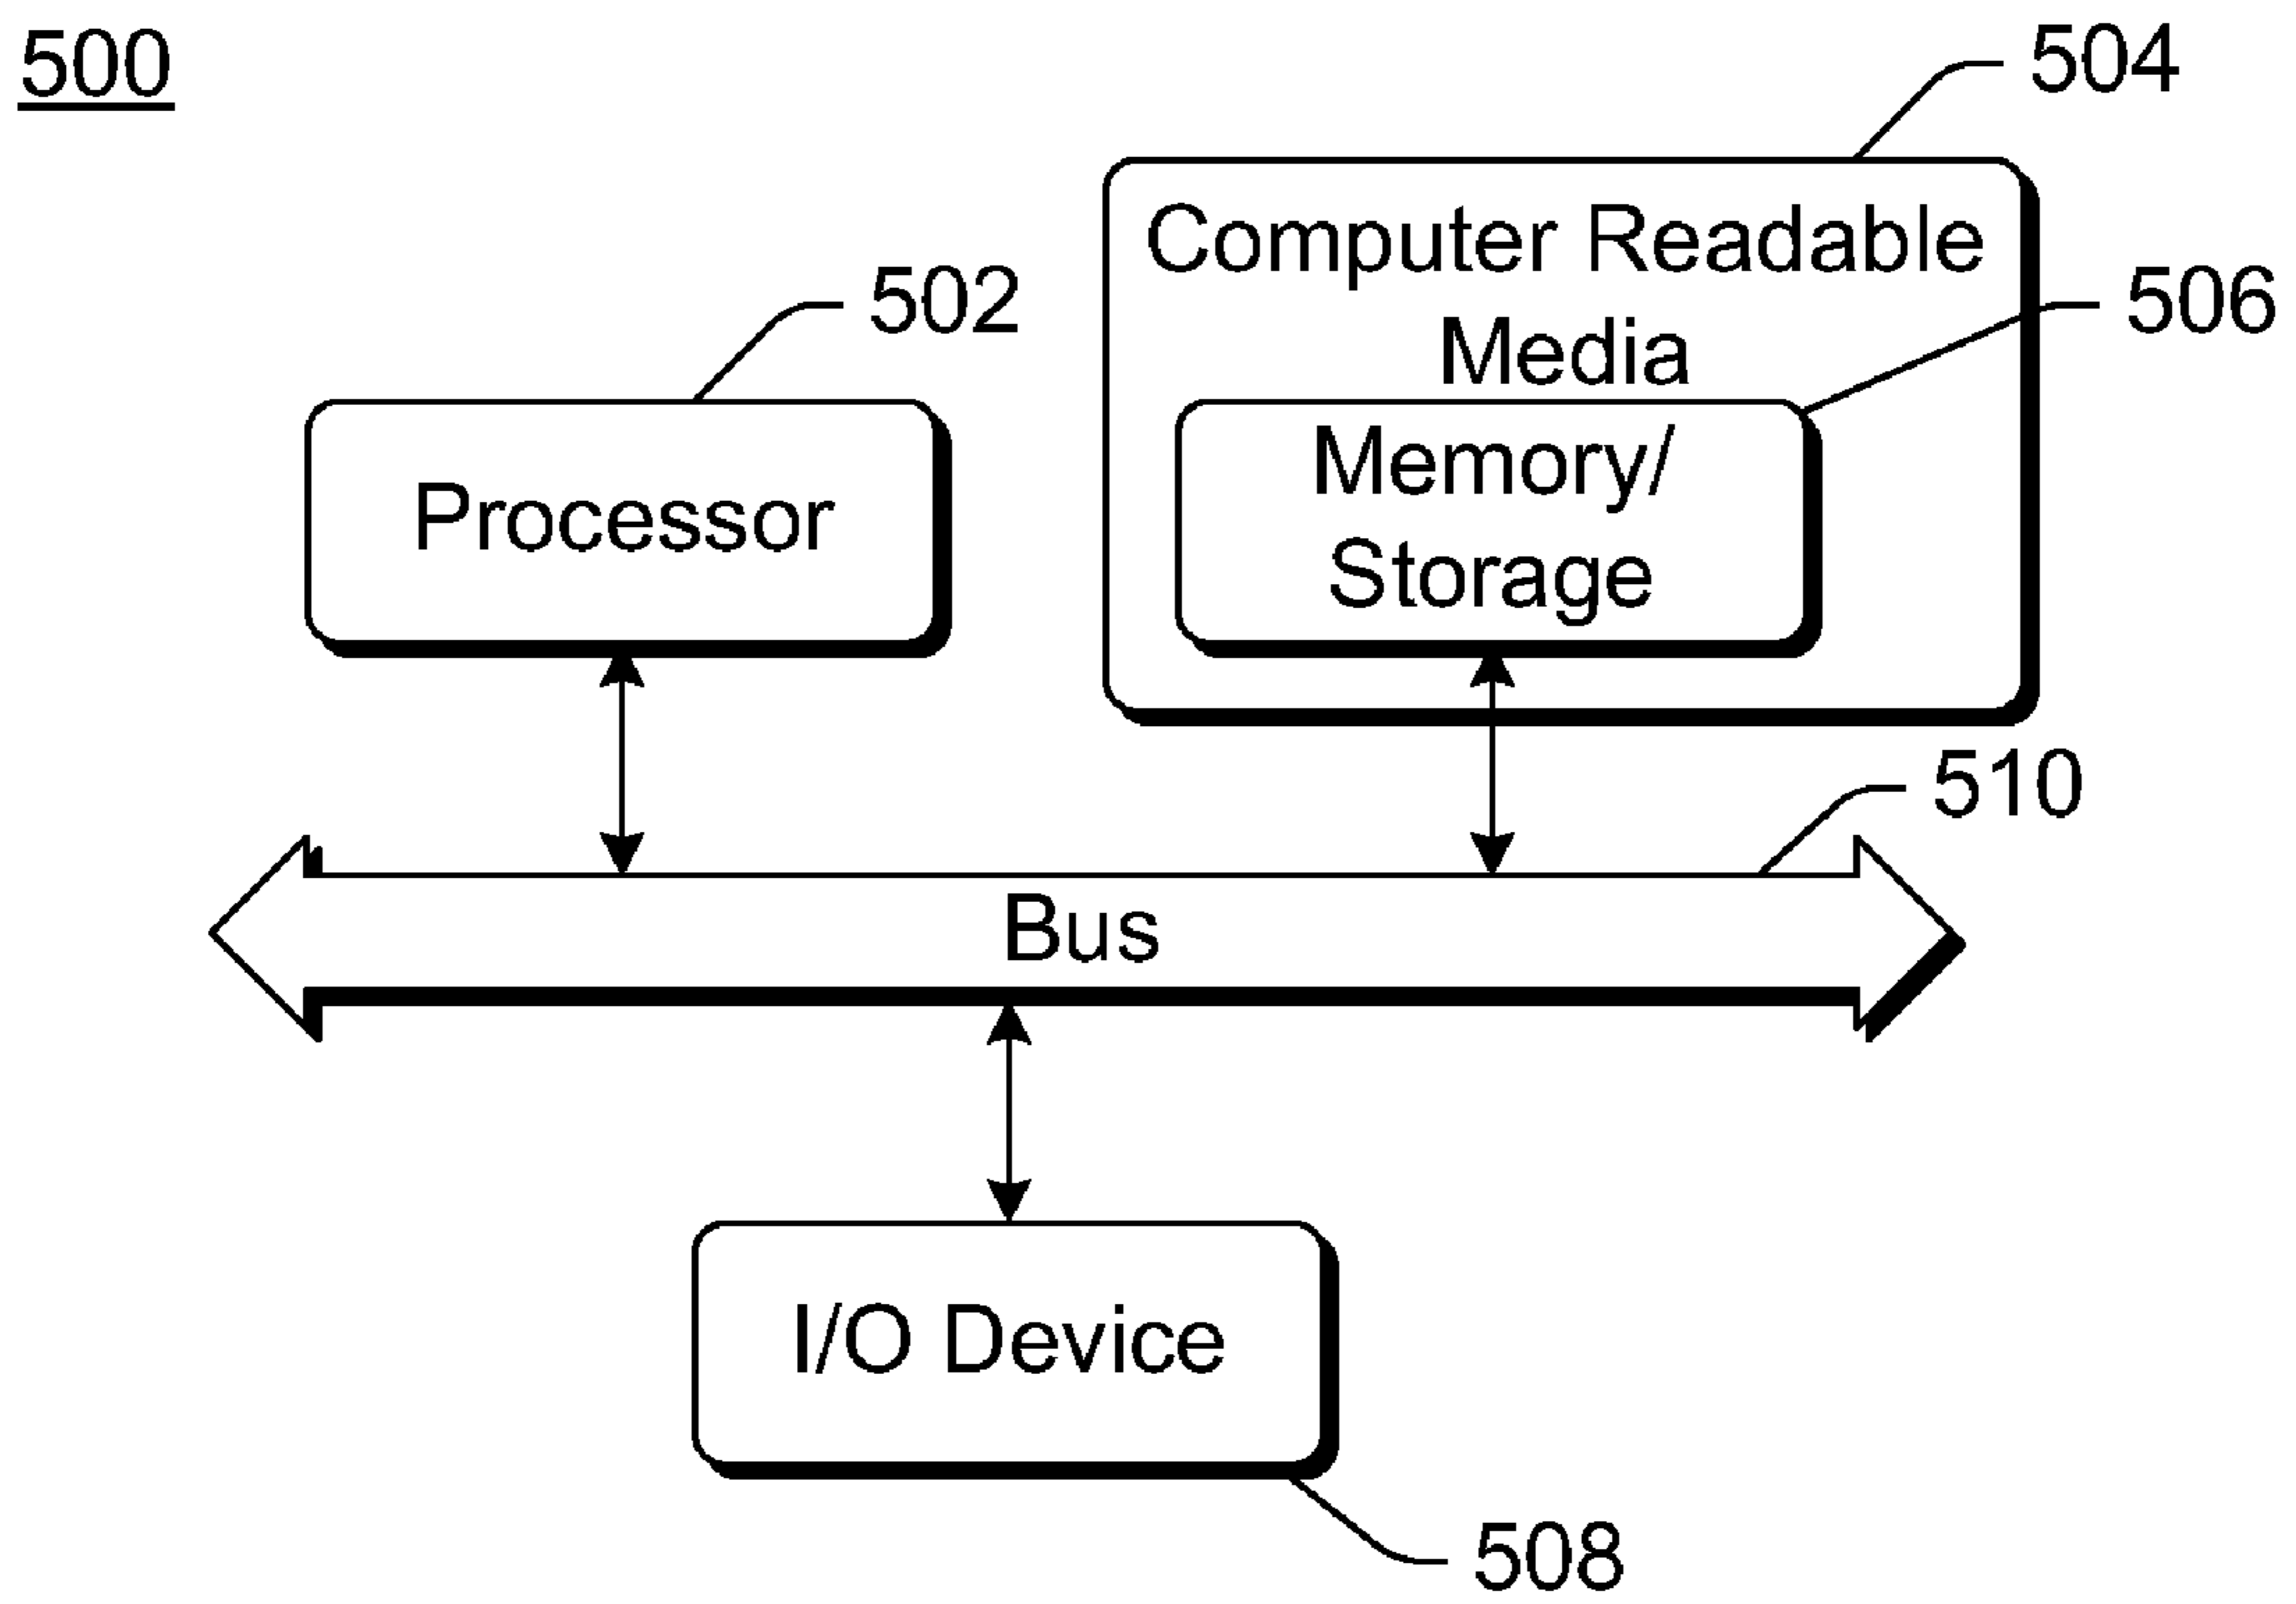 500
504
Computer Readable
506
502
Media
Memory/
Processor
Storage
510
Bus
I/O Device
508